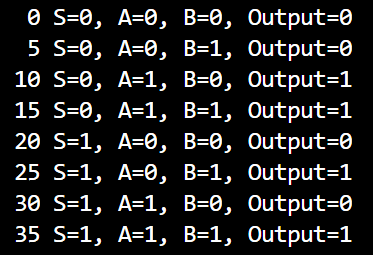 0 S=0, A=0, B=0, Output=0
5 S=0, A=0, B=1, Output=0
10 S=0, A=1, B=0, Output=1
15 S=0, A=1, B=1, Output=1
20 S=1, A=0, B=0, Output=0
25 S=1, A=0, B=1, Output=1
30 S=1, A=1, B=0, Output=0
35 S=1, A=1, B=1, Output=1